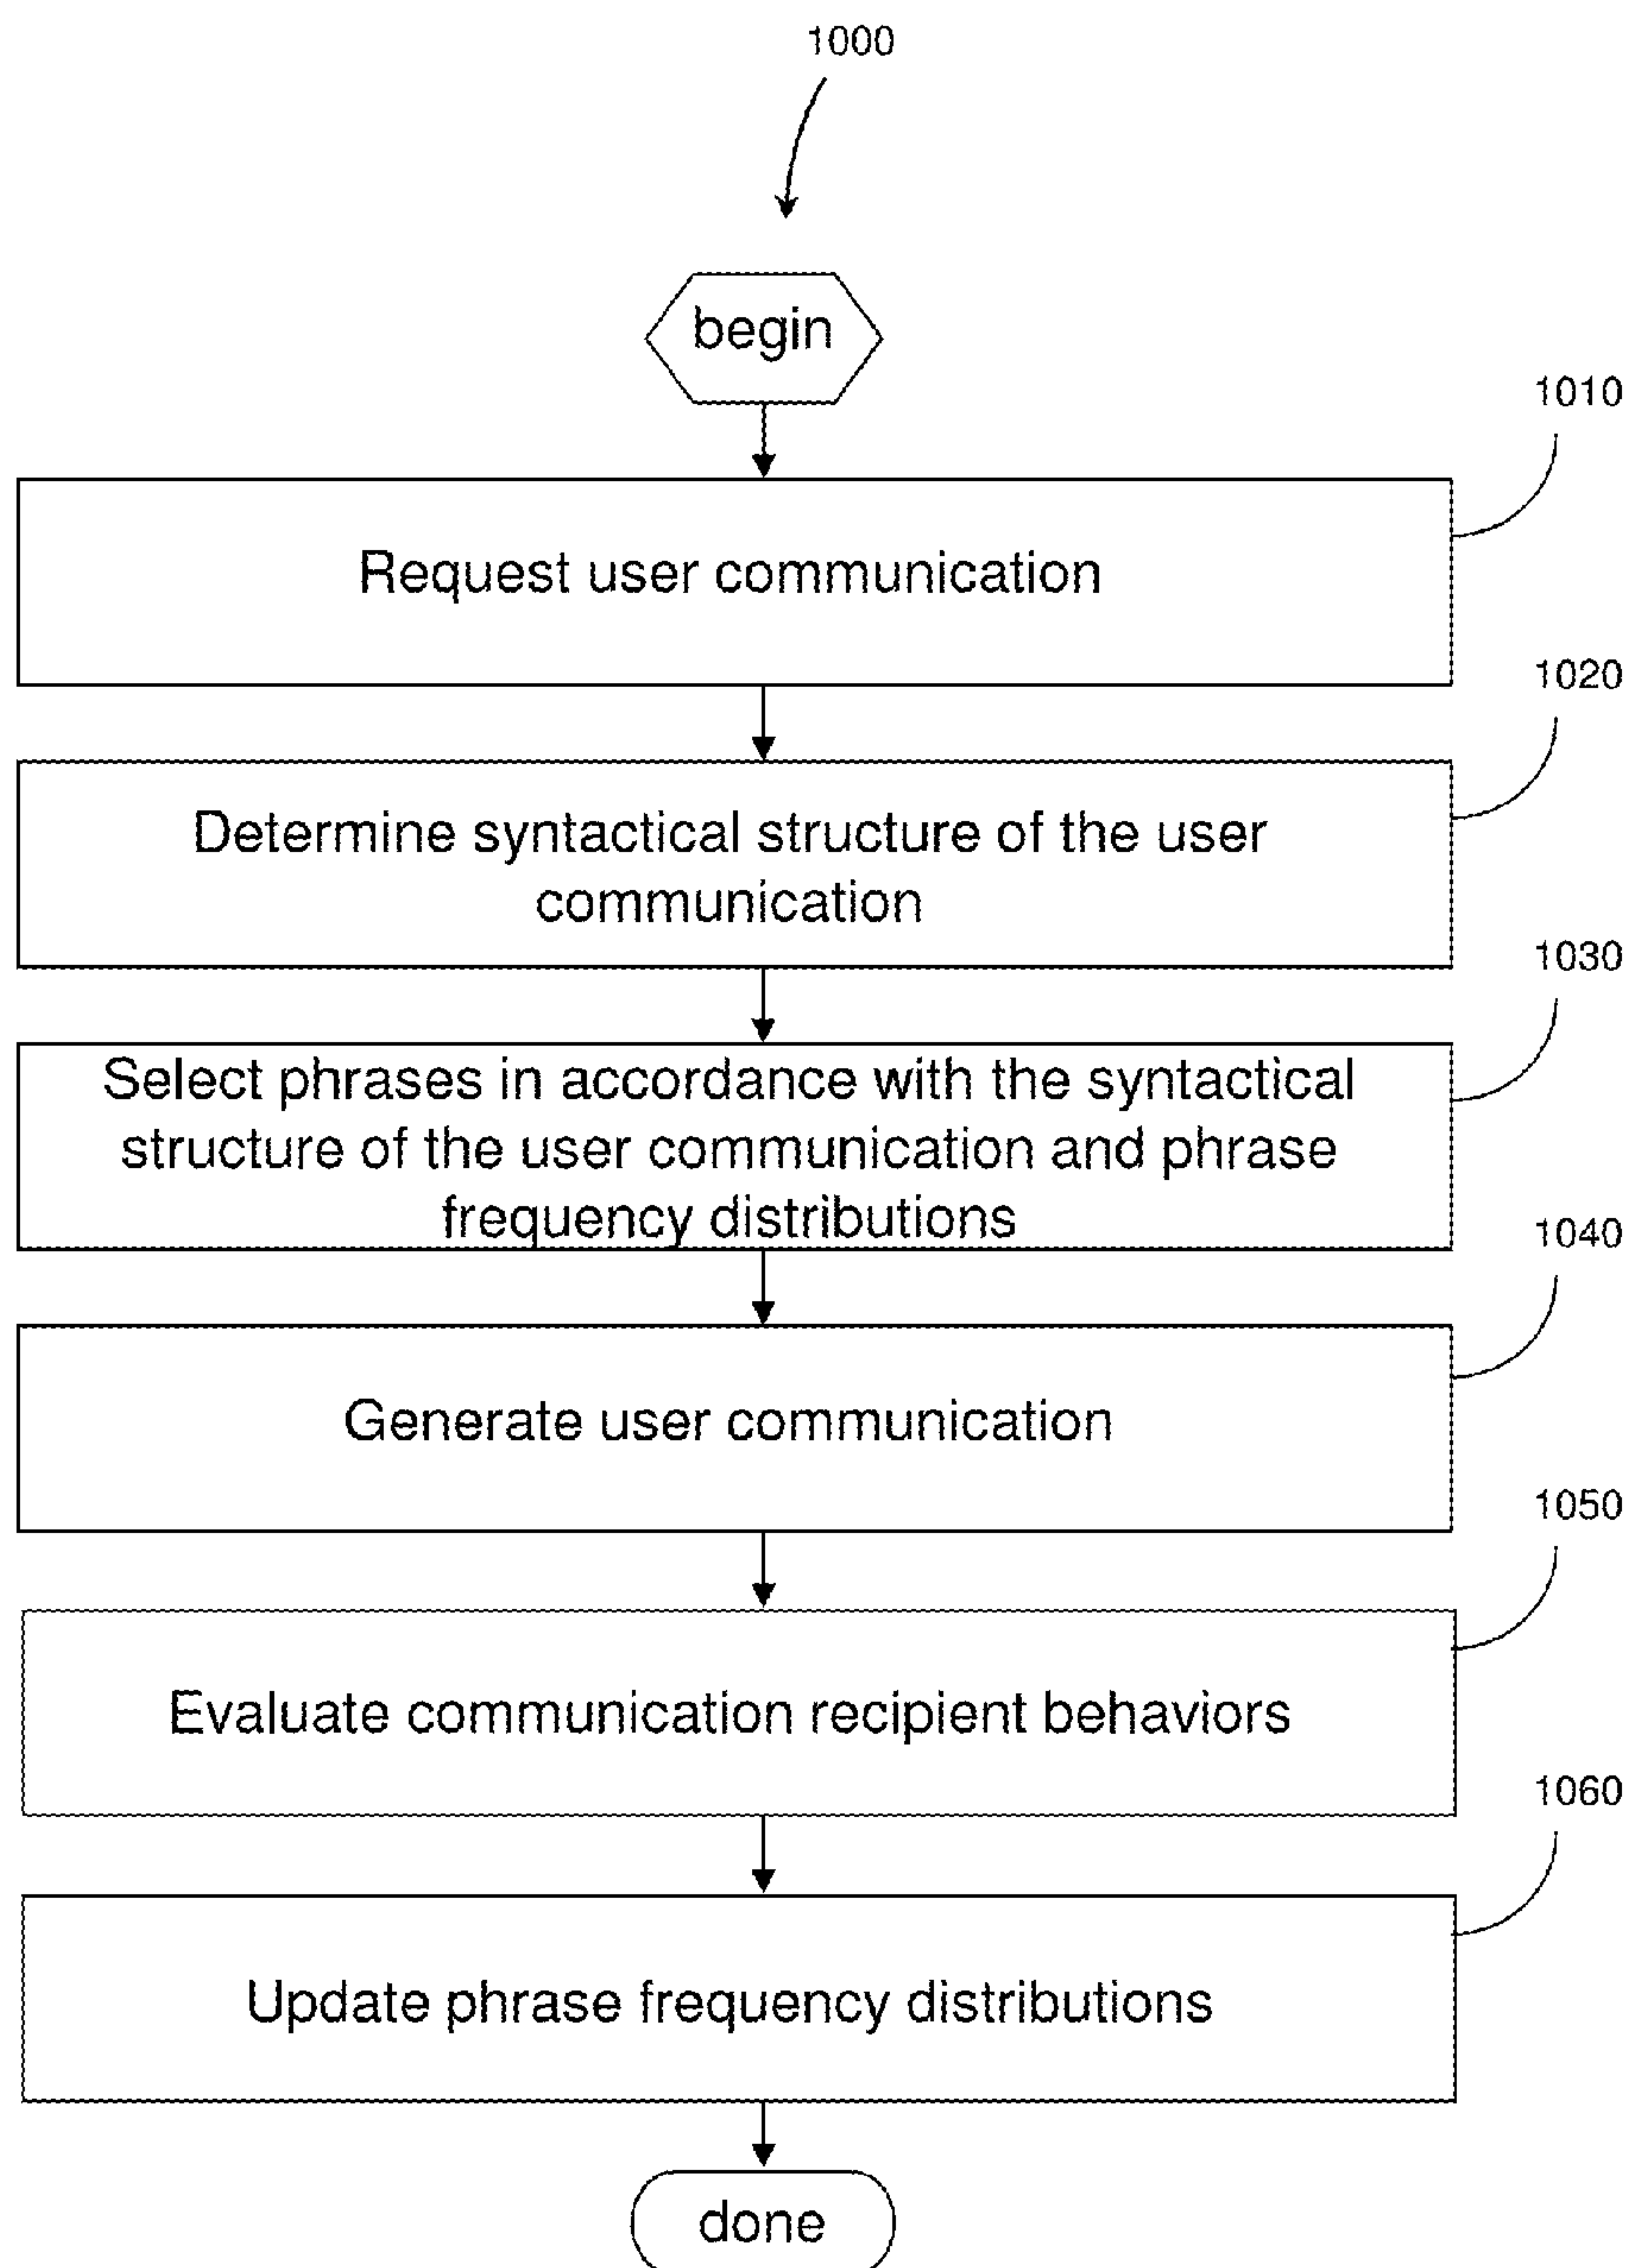 1000
begin
1010
Request user communication
1020
Determine syntactical structure of the user
communication
1030
Select phrases in accordance with the syntactical
structure of the user communication and phrase
frequency distributions
1040
Generate user communication
1050
Evaluate communication recipient behaviors
1060
Update phrase frequency distributions
done